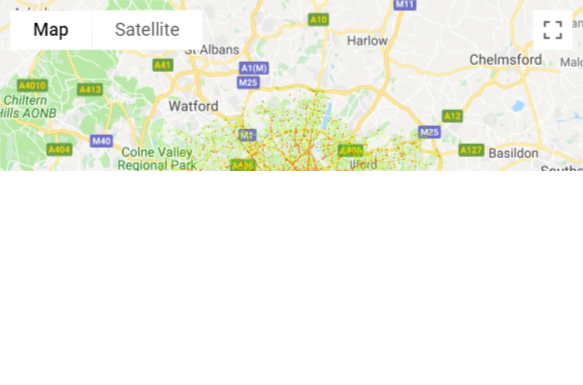 M11
Map
Satellite
A10
Harlow
St Albans
Chelmsford
A41
A1(M)
M25
A4010
A413
Chiltern
Hills AONB
Watford
A12
M1
M25
M40
A404
Colne Valley
Regional Park
A406
A406
Ilford
A127
Basildon